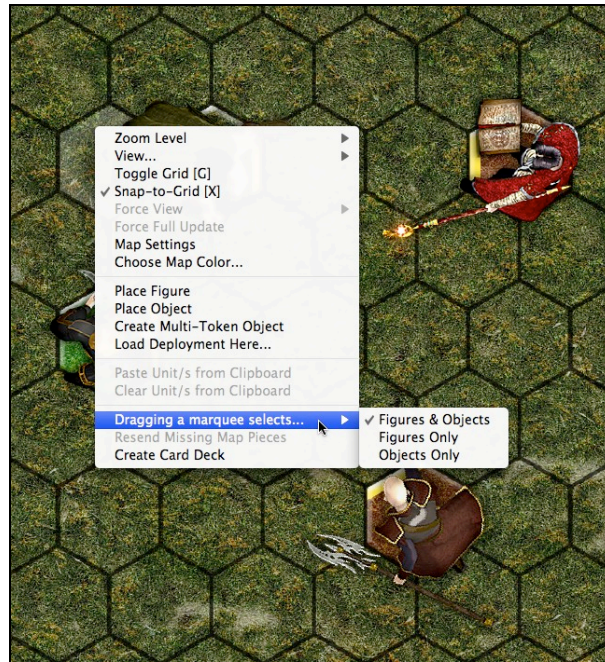 Zoom Level
View...
Toggle Grid [G]
Snap-to-Grid [X]
Force View
Force Full Update
Map Settings
Choose Map Color...
Place Figure
Place Object
Create Multi-Token Object
Load Deployment Here...
Paste Unit/s from Clipboard
Clear Unit/s from Clipboard
Dragging a marquee selects...
Resend Missing Map Pieces
Create Card Deck
Figures & Objects
Figures Only
Objects Only